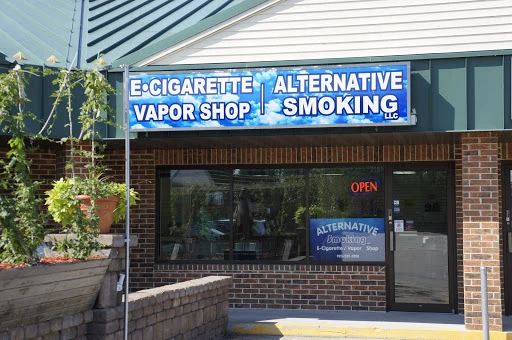 E•CIGARETTE
VAPOR SHOP
ALTERNATIVE
SMOKING
LLC
OPEN
ALTERNATIVE
Smoking
E-Cigarette / Vapor Shop